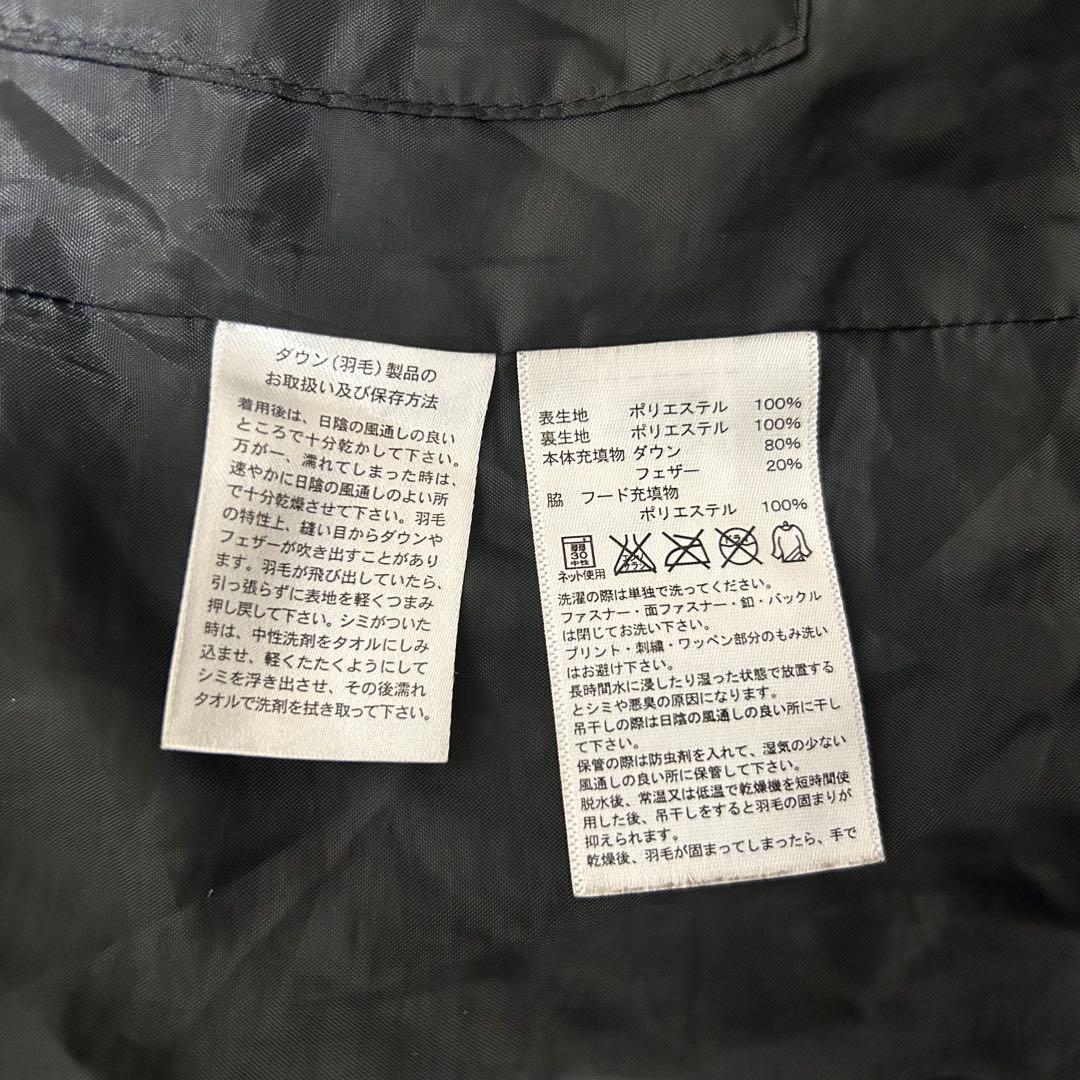 ダウン(羽毛)製品の
お取扱い及び保存方法
着用後は、日陰の風通しの良い
ところで十分乾かして下さい。
万が一、濡れてしまった時は、
速やかに日陰の風通しのよい所
で十分乾燥させて下さい。羽毛
の特性上、縫い目からダウンや
フェザーが吹き出すことがあり
ます。羽毛が飛び出していたら、
引っ張らずに表地を軽くつまみ
押し戻して下さい。シミがついた
時は、中性洗剤をタオルにしみ
込ませ、軽くたたくようにして
シミを浮き出させ、その後濡れ
タオルで洗剤を拭き取って下さい。
表生地 ポリエステル 100%
裏生地 ポリエステル 100%
本体充填物 ダウン 80%
フェザー 20%
脇 フード充填物
ポリエステル 100%
弱
30
中性
エンソ
サラシ
ドライ
ネット使用
洗濯の際は単独で洗ってください。
ファスナー・面ファスナー・釦・バックル
は閉じてお洗い下さい。
プリント・刺繍・ワッペン部分のもみ洗い
はお避け下さい。
長時間水に浸したり湿った状態で放置する
とシミや悪臭の原因になります。
吊干しの際は日陰の風通しの良い所に干し
て下さい。
保管の際は防虫剤を入れて、湿気の少ない
風通しの良い所に保管して下さい。
脱水後、常温又は低温で乾燥機を短時間使
用した後、吊干しをすると羽毛の固まりが
抑えられます。
乾燥後、羽毛が固まってしまったら、手で